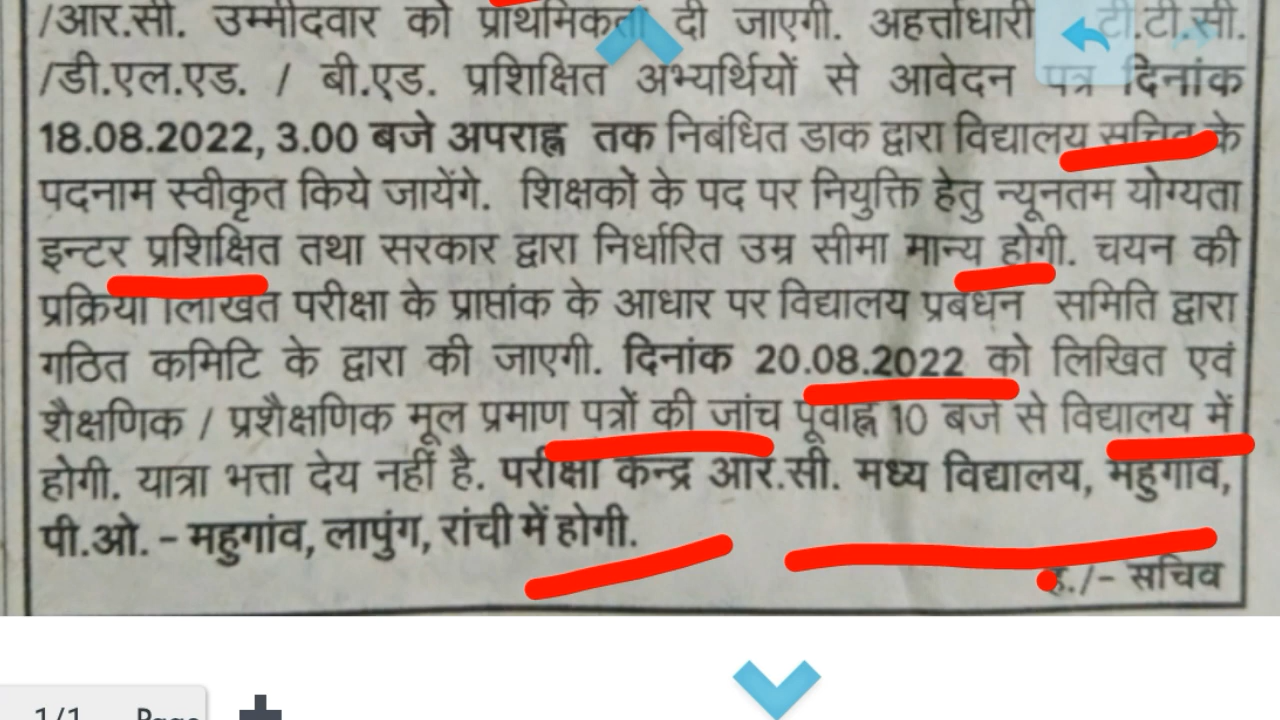 /आर.सी. उम्मीदवार को प्राथमिकता दी जाएगी. अहर्त्ताधारी टी.टी.सी.
/डी.एल.एड. / बी.एड. प्रशिक्षित अभ्यर्थियों से आवेदन पत्र दिनांक
18.08.2022, 3.00 बजे अपराह्न तक निबंधित डाक द्वारा विद्यालय सचिव के
पदनाम स्वीकृत किये जायेंगे. शिक्षकों के पद पर नियुक्ति हेतु न्यूनतम योग्यता
इन्टर प्रशिक्षित तथा सरकार द्वारा निर्धारित उम्र सीमा मान्य होगी. चयन की
प्रक्रिया लिखित परीक्षा के प्राप्तांक के आधार पर विद्यालय प्रबंधन समिति द्वारा
गठित कमिटि के द्वारा की जाएगी. दिनांक 20.08.2022 को लिखित एवं
शैक्षणिक / प्रशैक्षणिक मूल प्रमाण पत्रों की जांच पूर्वाह्न 10 बजे से विद्यालय में
होगी. यात्रा भत्ता देय नहीं है. परीक्षा केन्द्र आर.सी. मध्य विद्यालय, महुगांव,
पी.ओ. - महुगांव, लापुंग, रांची में होगी.
ह./- सचिव
1/1 Page